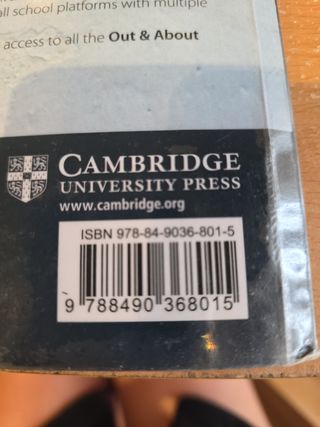 all school platforms with multiple
access to all the Out & About
CAMBRIDGE
UNIVERSITY PRESS
www.cambridge.org
ISBN 978-84-9036-801-5
9 788490 368015